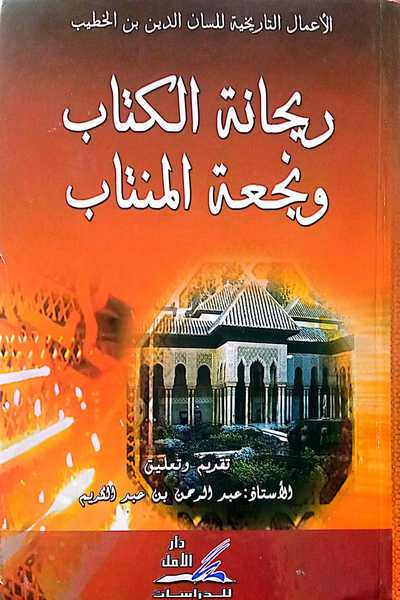 الأعمال التاريخية للسان الدين بن الخطيب
ريحانة الكتاب
ونجعة المنتاب
تقديم وتعليق
الأستاذ: عبد الرحمن بن عبد الكريم
دار
الأمل
للدراسات